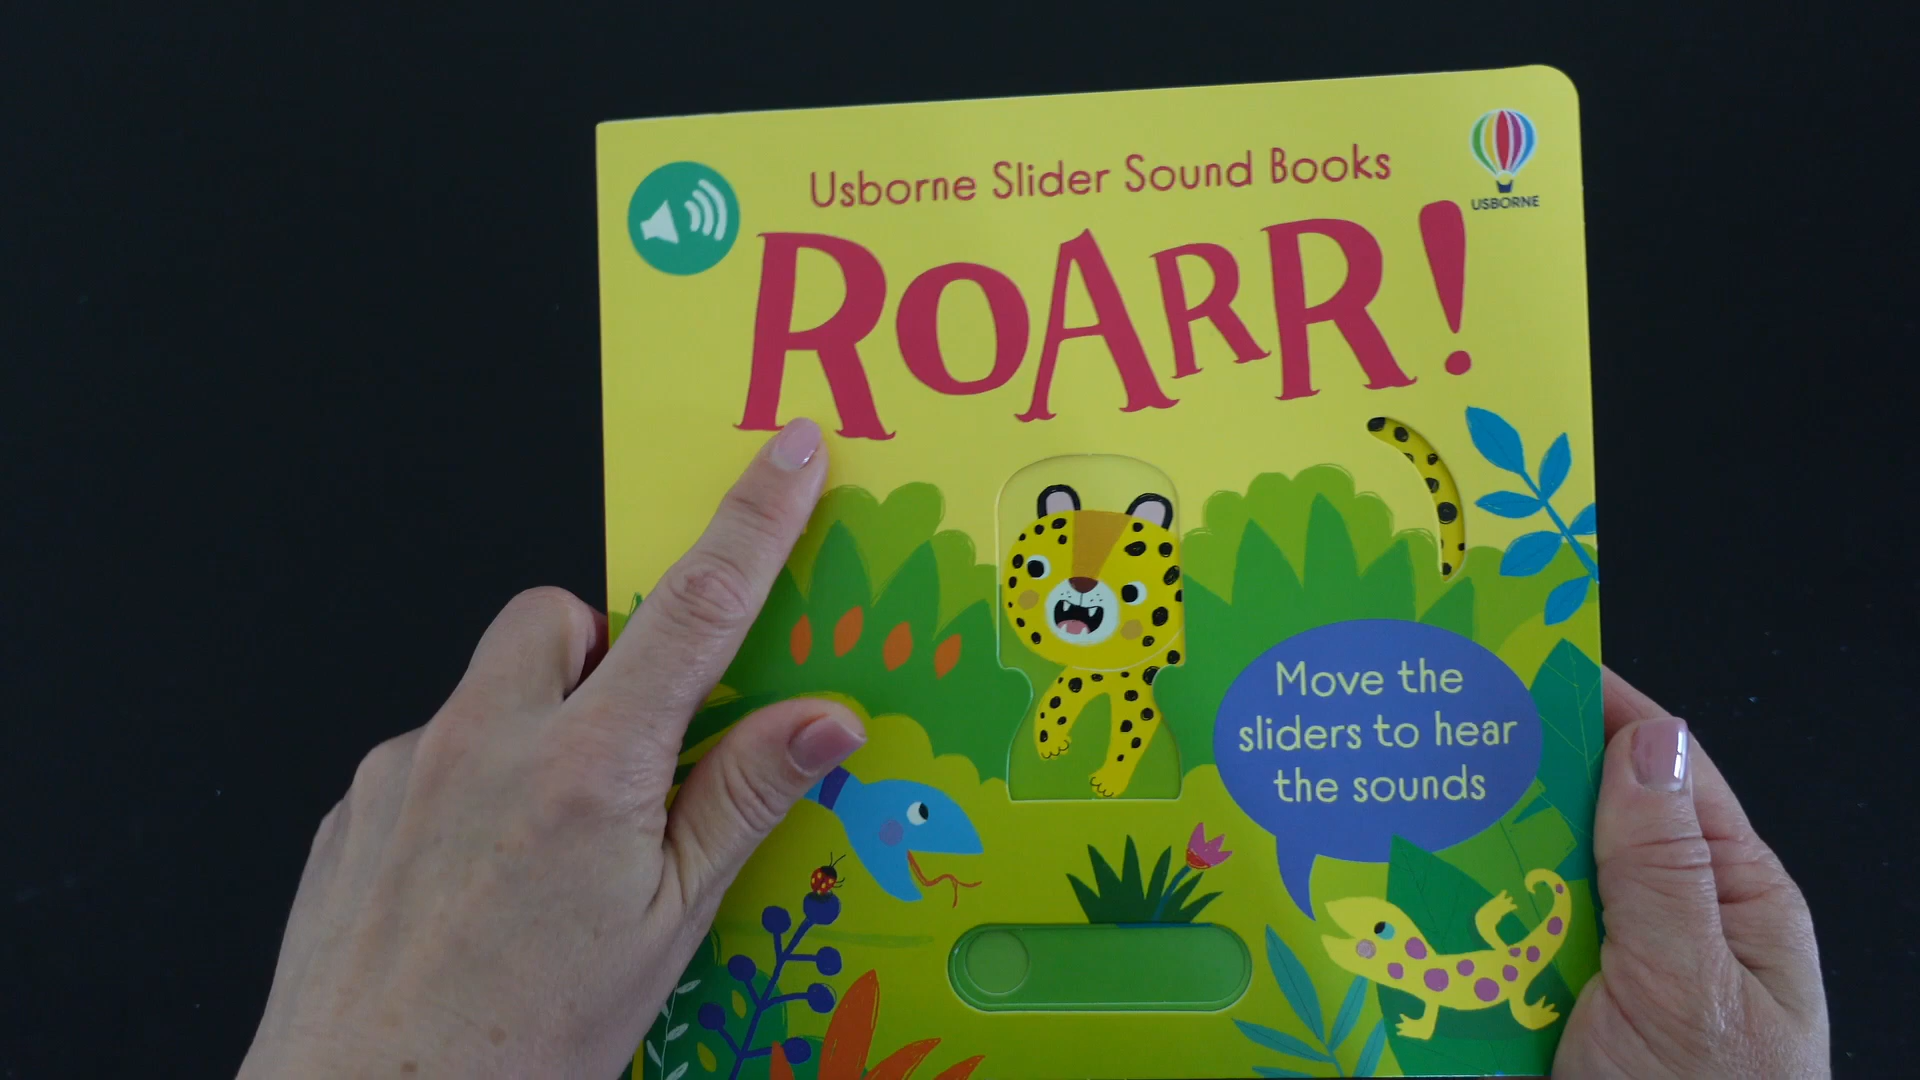 Usborne Slider Sound Books
USBORNE
ROARR!
Move the
sliders to hear
the sounds